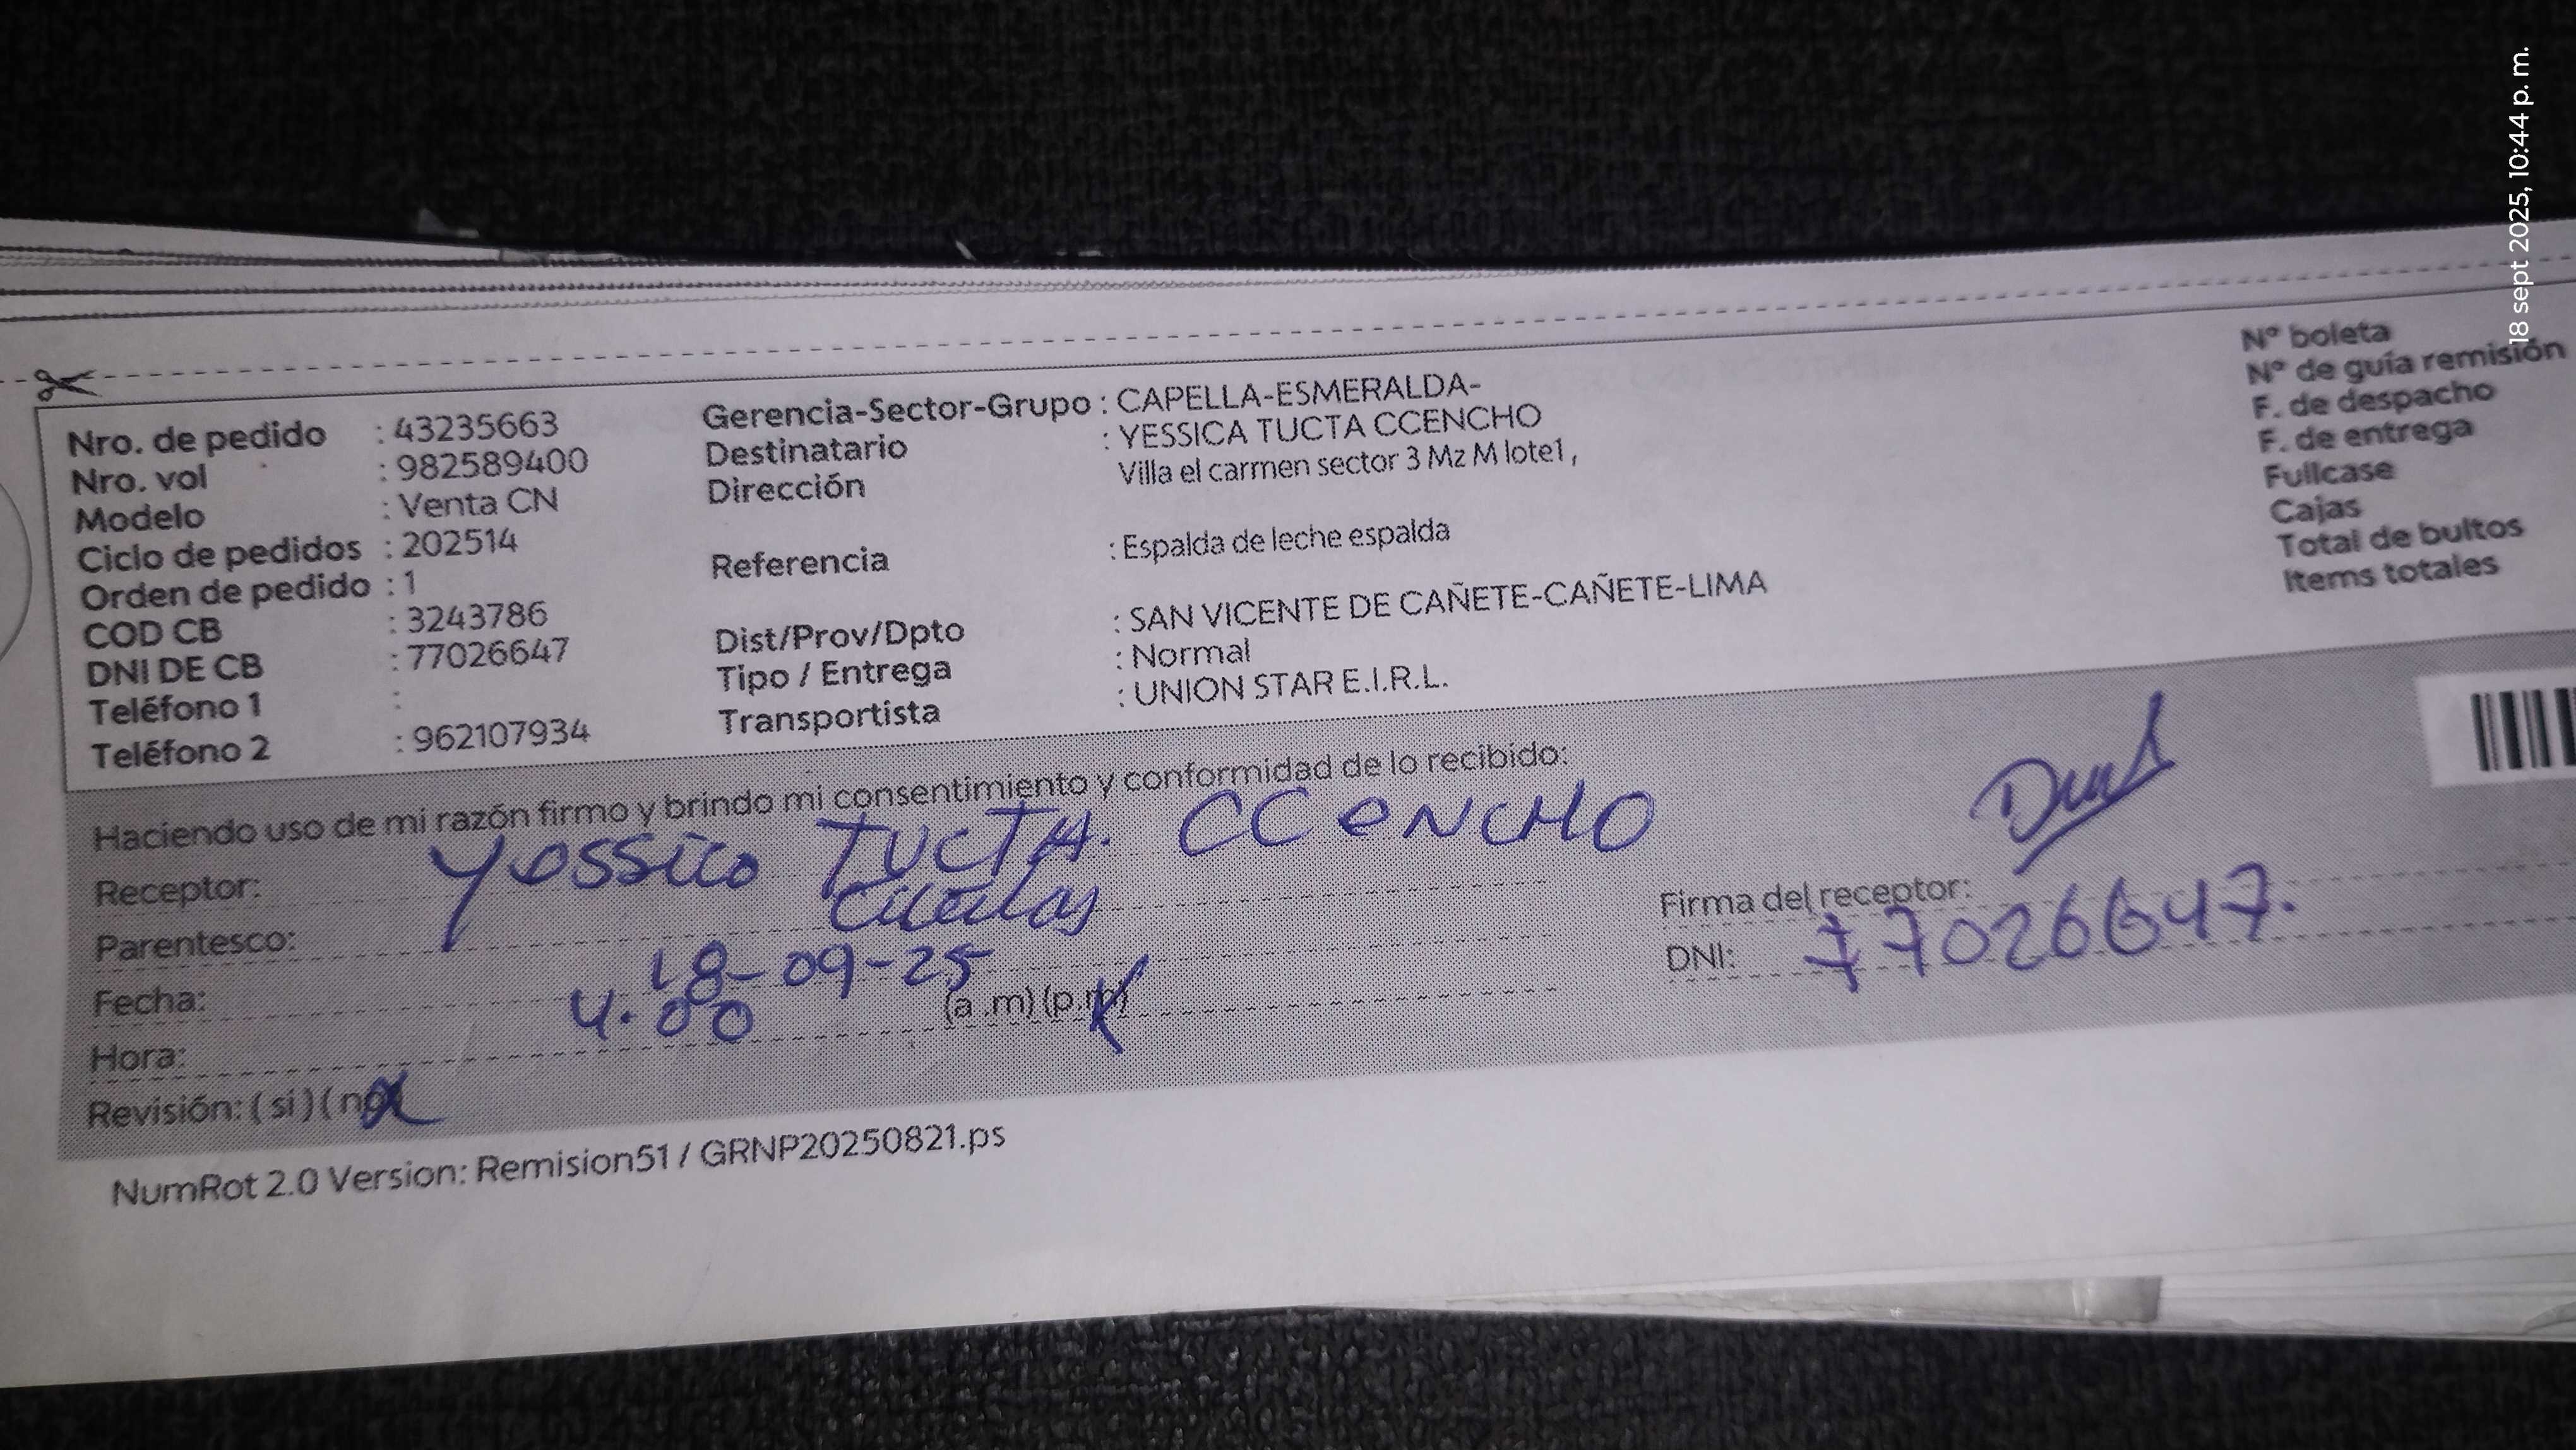 18 sept 2025, 10:44 p. m.
Nro. de pedido : 43235663
Nro. vol : 982589400
Modelo : Venta CN
Ciclo de pedidos : 202514
Orden de pedido : 1
COD CB : 3243786
DNI DE CB : 77026647
Teléfono 1 :
Teléfono 2 : 962107934
Gerencia-Sector-Grupo : CAPELLA-ESMERALDA-
Destinatario : YESSICA TUCTA CCENCHO
Dirección Villa el carmen sector 3 Mz M lote1 ,
Referencia : Espalda de leche espalda
Dist/Prov/Dpto : SAN VICENTE DE CAÑETE-CAÑETE-LIMA
Tipo / Entrega : Normal
Transportista : UNION STAR E.I.R.L.
N° boleta
N° de guía remisión
F. de despacho
F. de entrega
Fullcase
Cajas
Total de bultos
Items totales
Haciendo uso de mi razón firmo y brindo mi consentimiento y conformidad de lo recibido:
Receptor: Yessica TUCTA. CCENCHO
Parentesco:
Fecha: 18-09-25
Hora: 4.00 (a .m) (p.m)
Revisión: ( si ) ( no )
Firma del receptor:
DNI: 77026647.
NumRot 2.0 Version: Remision51 / GRNP20250821.ps